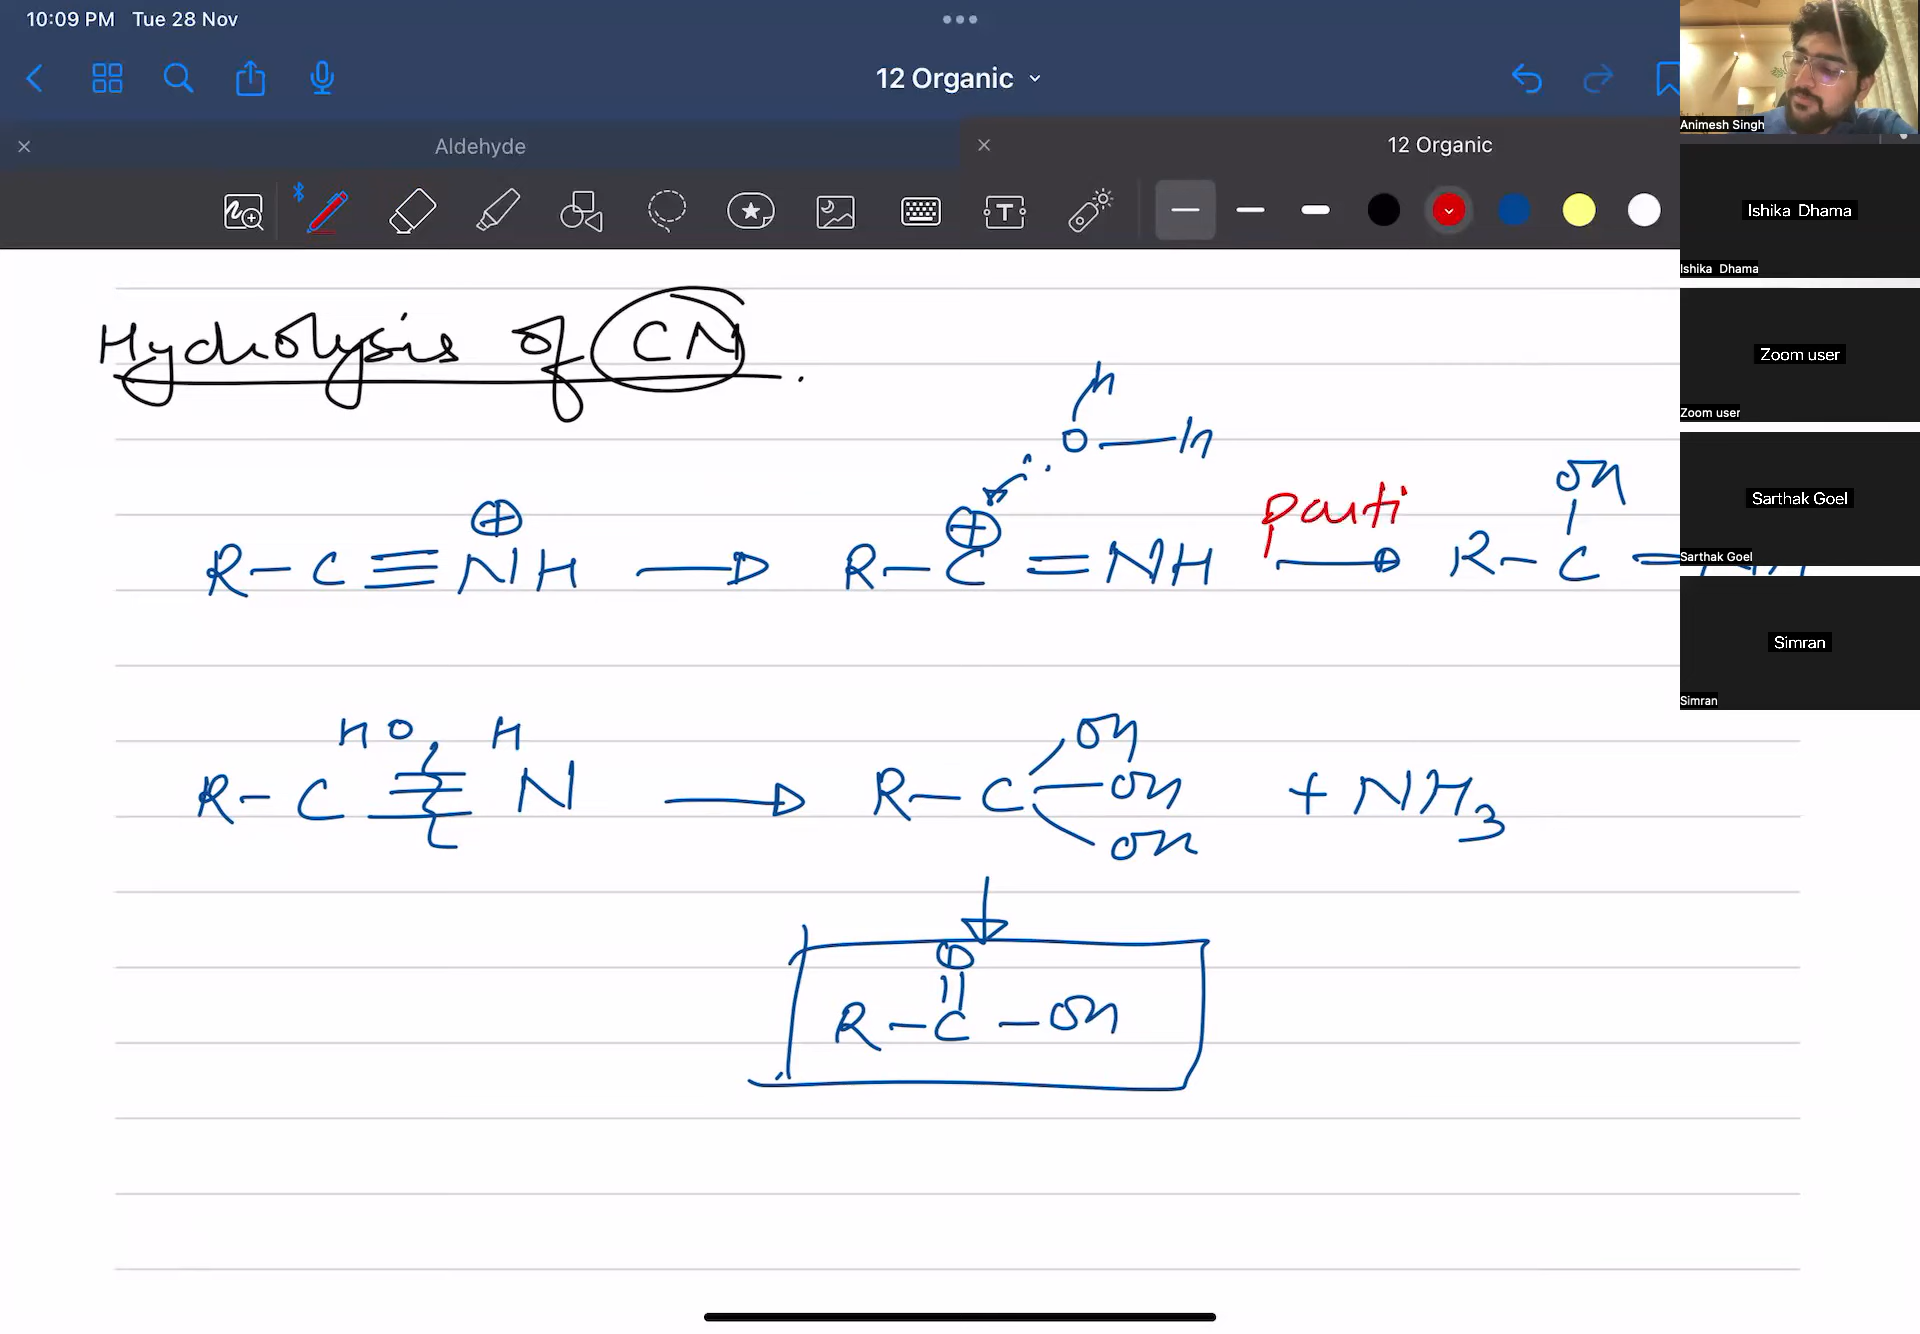 10:09 PM Tue 28 Nov
12 Organic
Aldehyde
12 Organic
T
Animesh Singh
Ishika Dhama
Ishika Dhama
Zoom user
Zoom user
Sarthak Goel
Sarthak Goel
Simran
Simran
Hydrolysis of CN.
H
O — H
⊕ ⊕ parti OH
R – C ≡ NH → R – C = NH → R – C =
HO H OH
R – C ≡ N → R – C – OH + NH3
OH
↓
O
||
R – C – OH